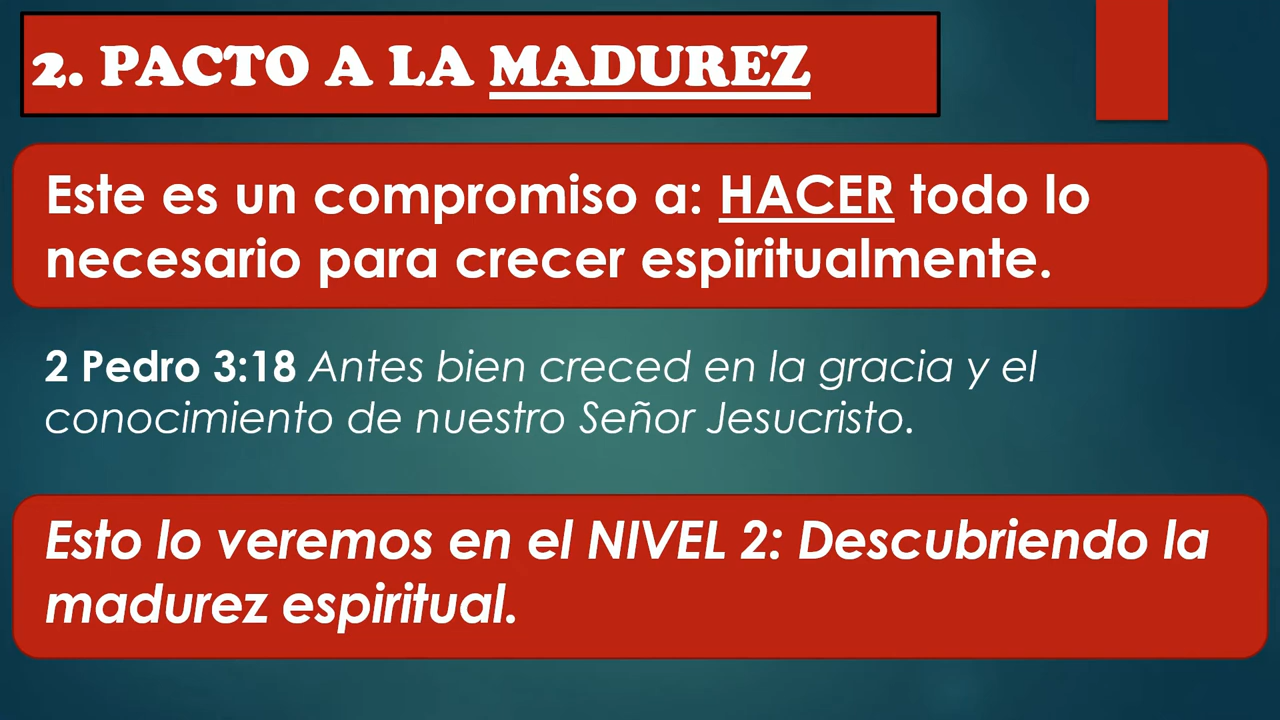 2. PACTO A LA MADUREZ
Este es un compromiso a: HACER todo lo
necesario para crecer espiritualmente.
2 Pedro 3:18 Antes bien creced en la gracia y el
conocimiento de nuestro Señor Jesucristo.
Esto lo veremos en el NIVEL 2: Descubriendo la
madurez espiritual.